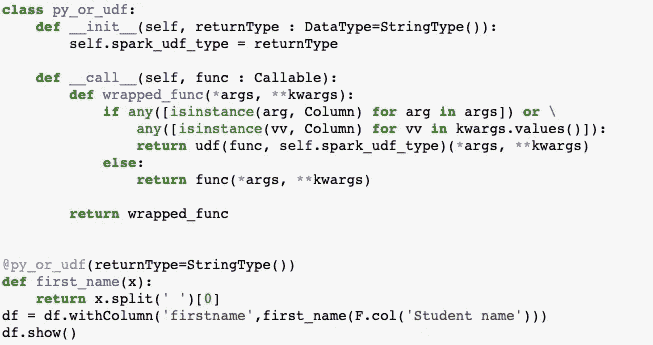 class py_or_udf:
    def __init__(self, returnType : DataType=StringType()):
        self.spark_udf_type = returnType

    def __call__(self, func : Callable):
        def wrapped_func(*args, **kwargs):
            if any([isinstance(arg, Column) for arg in args]) or \
                any([isinstance(vv, Column) for vv in kwargs.values()]):
                return udf(func, self.spark_udf_type)(*args, **kwargs)
            else:
                return func(*args, **kwargs)

        return wrapped_func


@py_or_udf(returnType=StringType())
def first_name(x):
    return x.split(' ')[0]
df = df.withColumn('firstname',first_name(F.col('Student name')))
df.show()